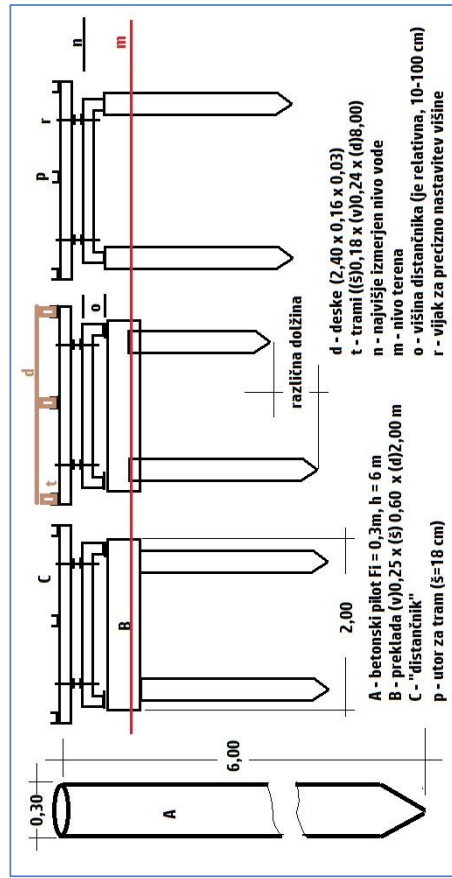 0,30
A
6,00
C
B
2,00
d
t
o
različna dolžina
r
p
n
m
A - betonski pilot Fi = 0,3m, h = 6 m
B - preklada (v)0,25 x (š) 0,60 x (d)2,00 m
C - "distančnik"
p - utor za tram (š=18 cm)
d - deske (2,40 x 0,16 x 0,03)
t - trami ((š)0,18 x (v)0,24 x (d)8,00)
n - najvišje izmerjen nivo vode
m - nivo terena
o - višina distančnika (je relativna, 10-100 cm)
r - vijak za precizno nastavitev višine